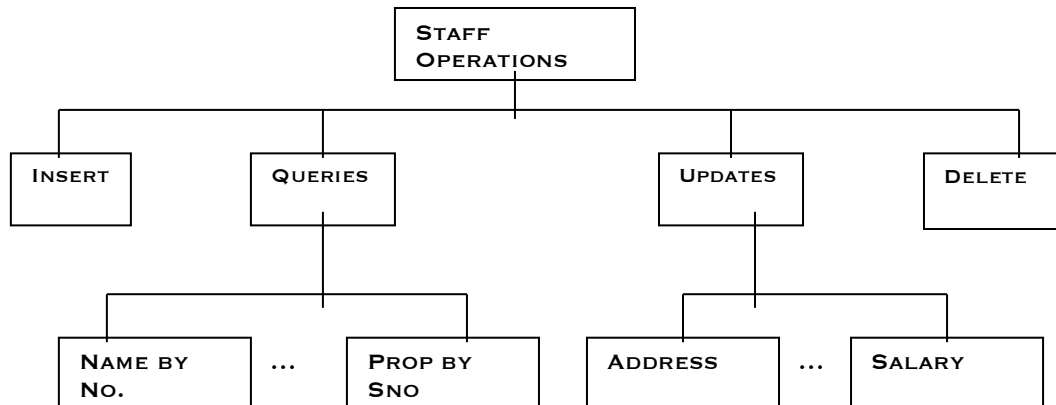 STAFF
OPERATIONS
INSERT
QUERIES
UPDATES
DELETE
NAME BY
NO.
...
PROP BY
SNO
ADDRESS
...
SALARY